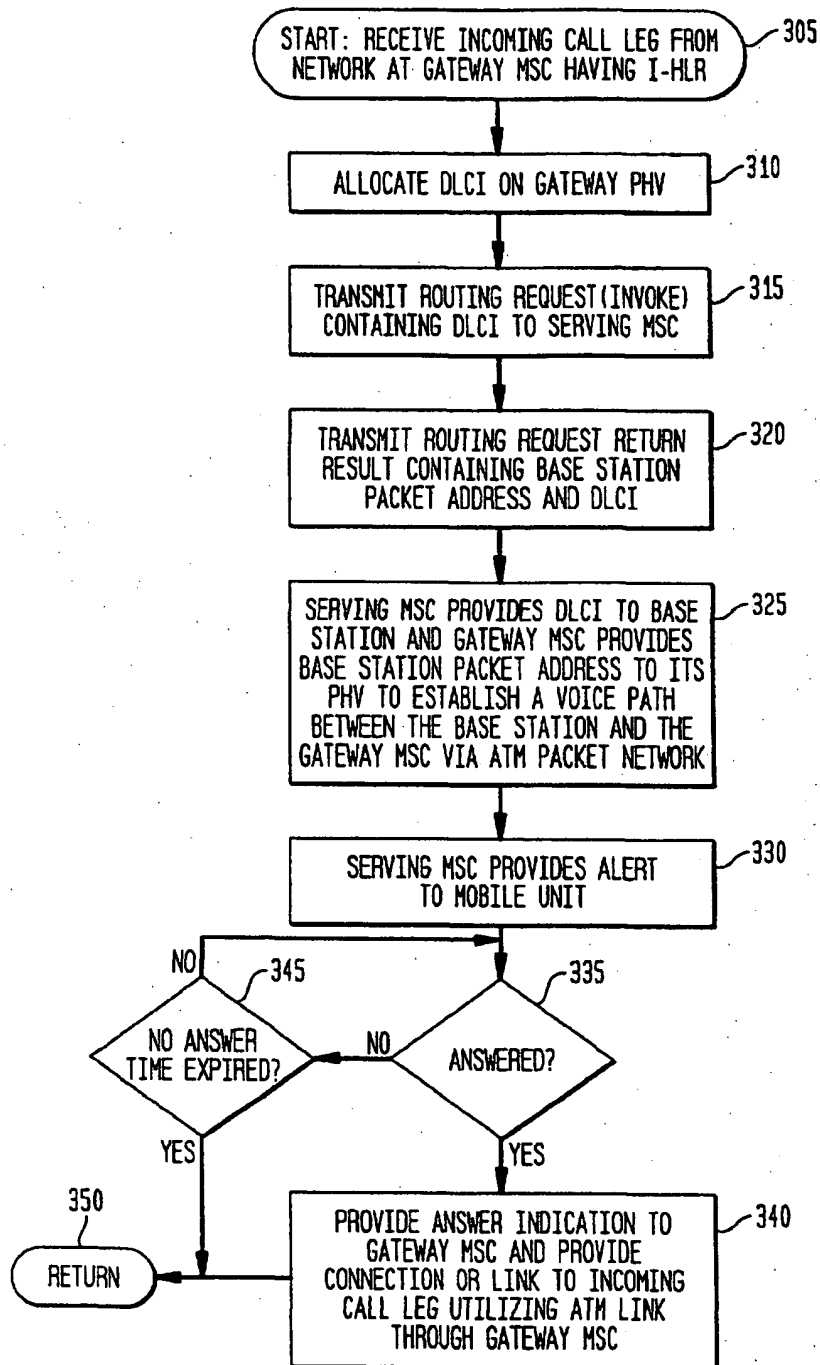 START: RECEIVE INCOMING CALL LEG FROM
NETWORK AT GATEWAY MSC HAVING I-HLR
305
ALLOCATE DLCI ON GATEWAY PHV
310
TRANSMIT ROUTING REQUEST(INVOKE)
CONTAINING DLCI TO SERVING MSC
315
TRANSMIT ROUTING REQUEST RETURN
RESULT CONTAINING BASE STATION
PACKET ADDRESS AND DLCI
320
SERVING MSC PROVIDES DLCI TO BASE
STATION AND GATEWAY MSC PROVIDES
BASE STATION PACKET ADDRESS TO ITS
PHV TO ESTABLISH A VOICE PATH
BETWEEN THE BASE STATION AND THE
GATEWAY MSC VIA ATM PACKET NETWORK
325
SERVING MSC PROVIDES ALERT
TO MOBILE UNIT
330
NO
345
335
NO ANSWER
TIME EXPIRED?
NO
ANSWERED?
YES
YES
350
RETURN
PROVIDE ANSWER INDICATION TO
GATEWAY MSC AND PROVIDE
CONNECTION OR LINK TO INCOMING
CALL LEG UTILIZING ATM LINK
THROUGH GATEWAY MSC
340